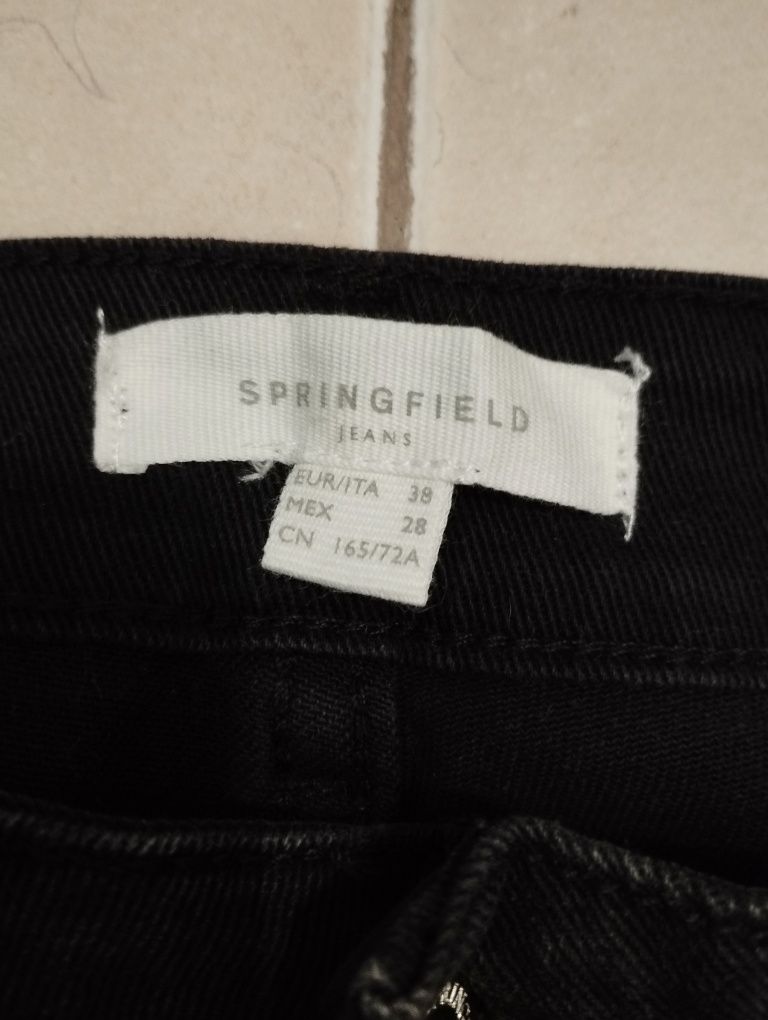 SPRINGFIELD
JEANS
EUR/ITA 38
MEX 28
CN 165/72A